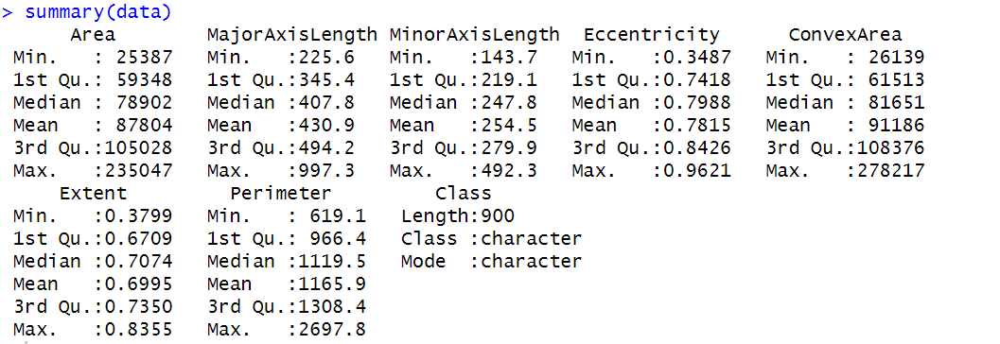 > summary(data)
      Area        MajorAxisLength MinorAxisLength  Eccentricity      ConvexArea
 Min.   : 25387   Min.   :225.6   Min.   :143.7   Min.   :0.3487   Min.   : 26139
 1st Qu.: 59348   1st Qu.:345.4   1st Qu.:219.1   1st Qu.:0.7418   1st Qu.: 61513
 Median : 78902   Median :407.8   Median :247.8   Median :0.7988   Median : 81651
 Mean   : 87804   Mean   :430.9   Mean   :254.5   Mean   :0.7815   Mean   : 91186
 3rd Qu.:105028   3rd Qu.:494.2   3rd Qu.:279.9   3rd Qu.:0.8426   3rd Qu.:108376
 Max.   :235047   Max.   :997.3   Max.   :492.3   Max.   :0.9621   Max.   :278217
     Extent         Perimeter         Class
 Min.   :0.3799   Min.   : 619.1   Length:900
 1st Qu.:0.6709   1st Qu.: 966.4   Class :character
 Median :0.7074   Median :1119.5   Mode  :character
 Mean   :0.6995   Mean   :1165.9
 3rd Qu.:0.7350   3rd Qu.:1308.4
 Max.   :0.8355   Max.   :2697.8